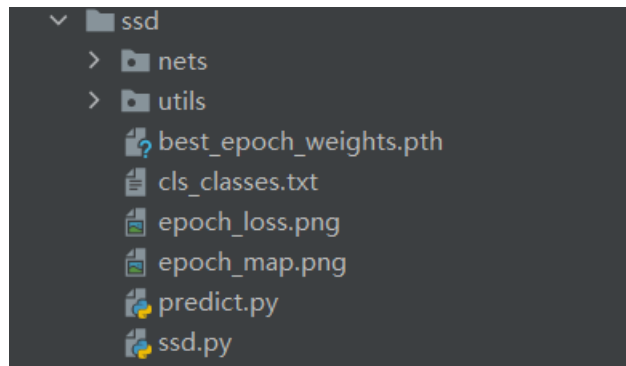 ssd
nets
utils
best_epoch_weights.pth
cls_classes.txt
epoch_loss.png
epoch_map.png
predict.py
ssd.py